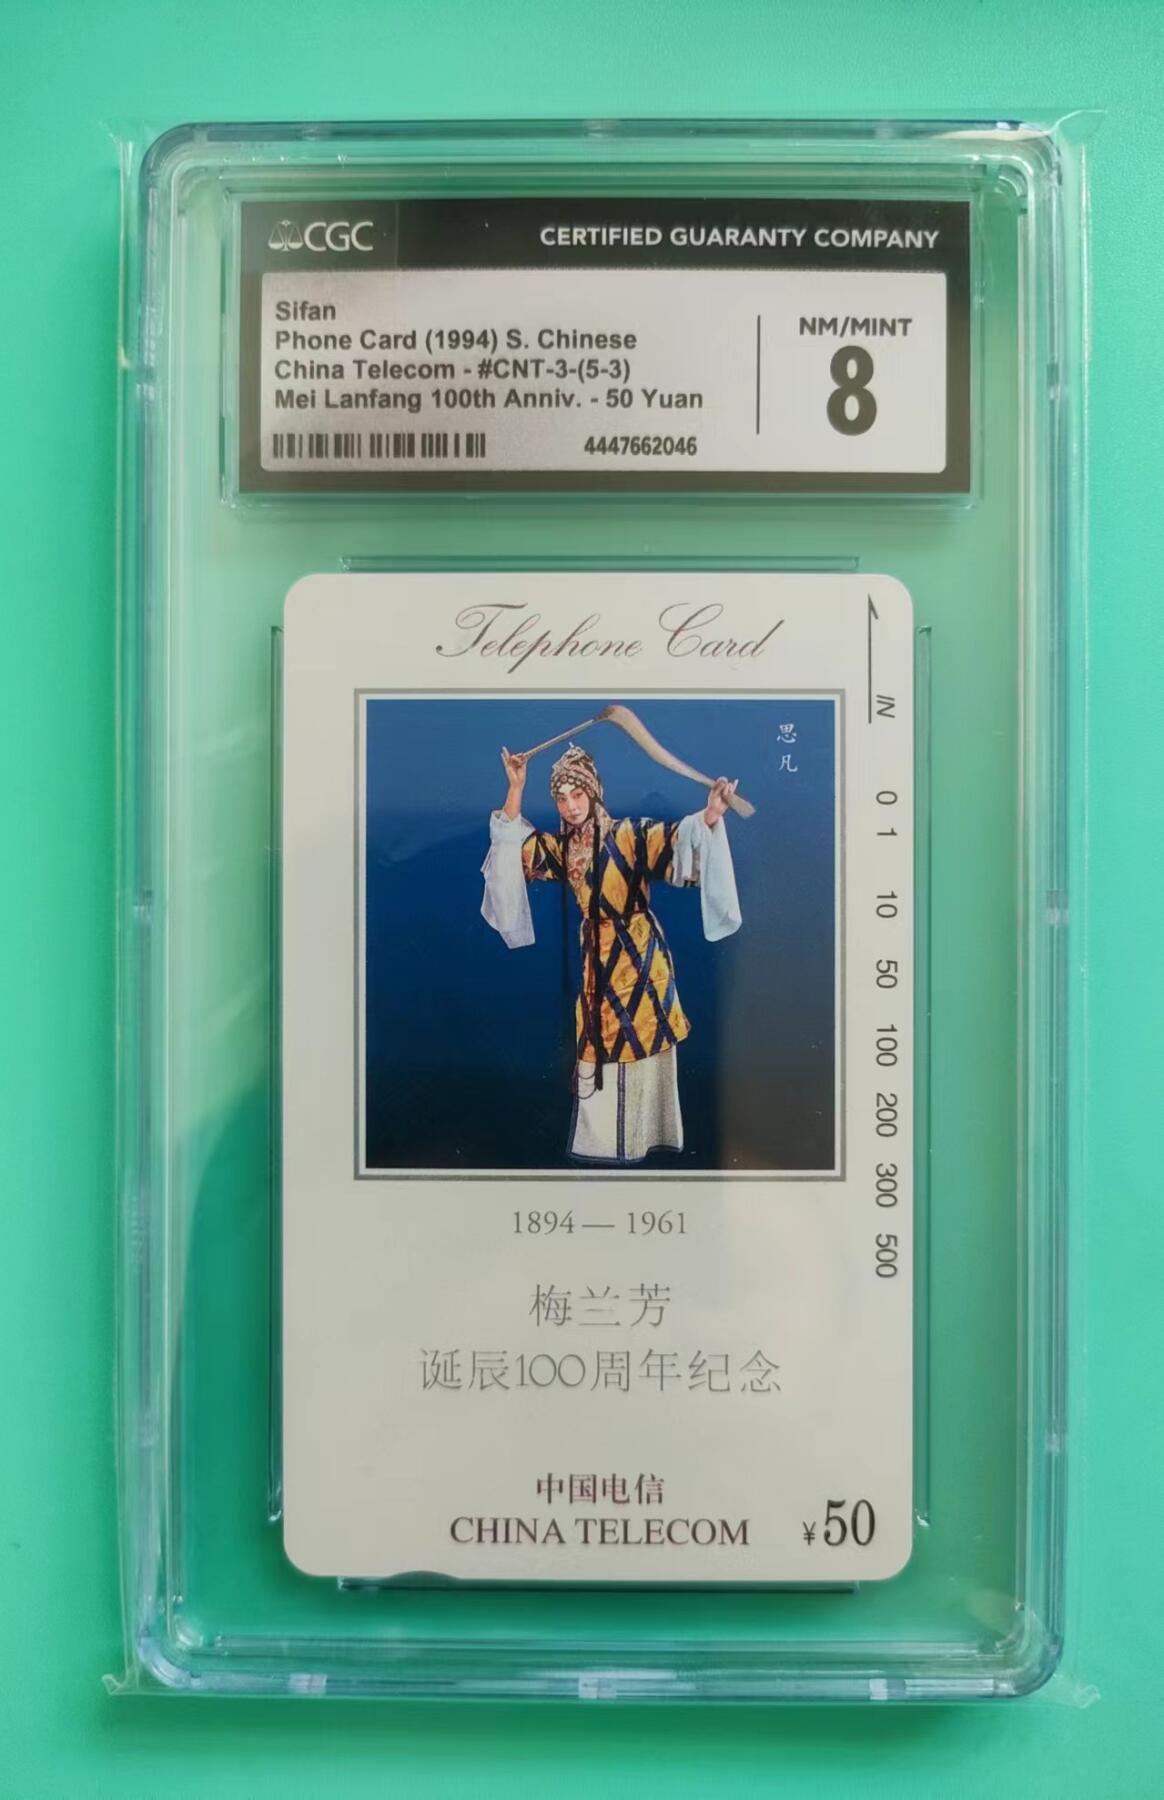 CGC
CERTIFIED GUARANTY COMPANY
Sifan
Phone Card (1994) S. Chinese
China Telecom - #CNT-3-(5-3)
Mei Lanfang 100th Anniv. - 50 Yuan
4447662046
NM/MINT
8
Telephone Card
思凡
IN
0 1 10 50 100 200 300 500
1894 — 1961
梅兰芳
诞辰100周年纪念
中国电信
CHINA TELECOM
¥50